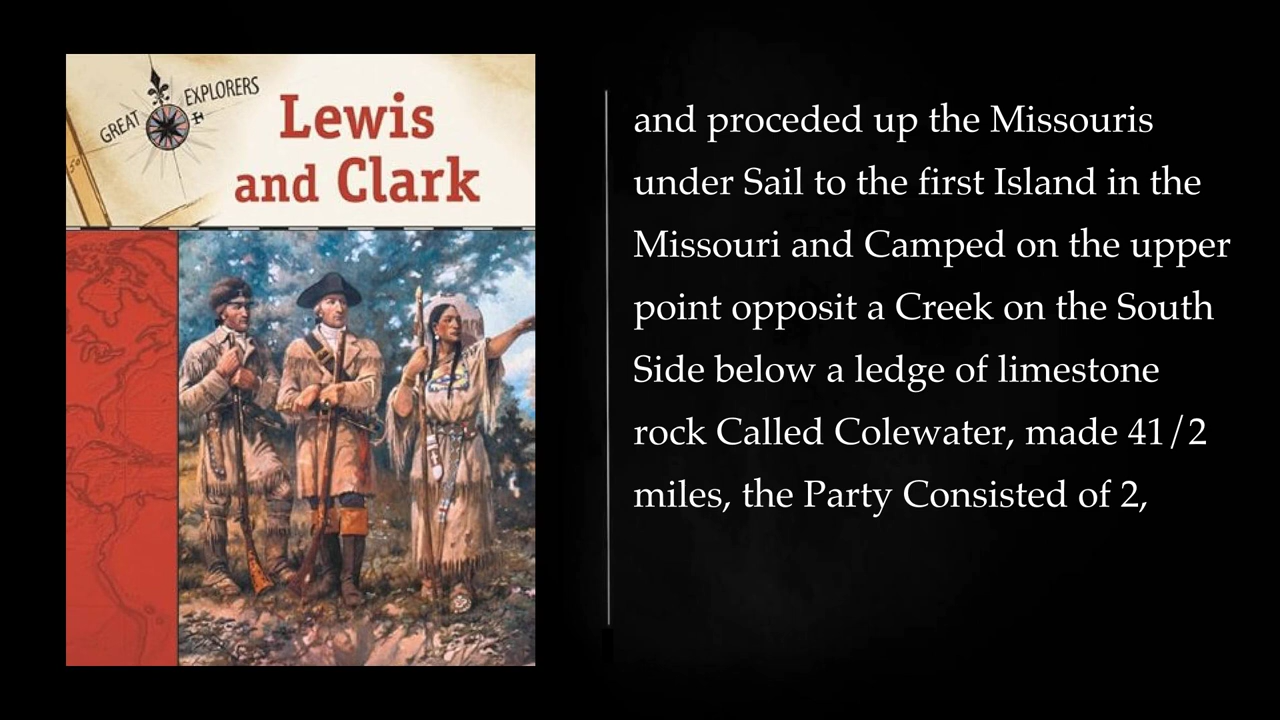 GREAT EXPLORERS
Lewis
and Clark
and proceded up the Missouris
under Sail to the first Island in the
Missouri and Camped on the upper
point opposit a Creek on the South
Side below a ledge of limestone
rock Called Colewater, made 41/2
miles, the Party Consisted of 2,